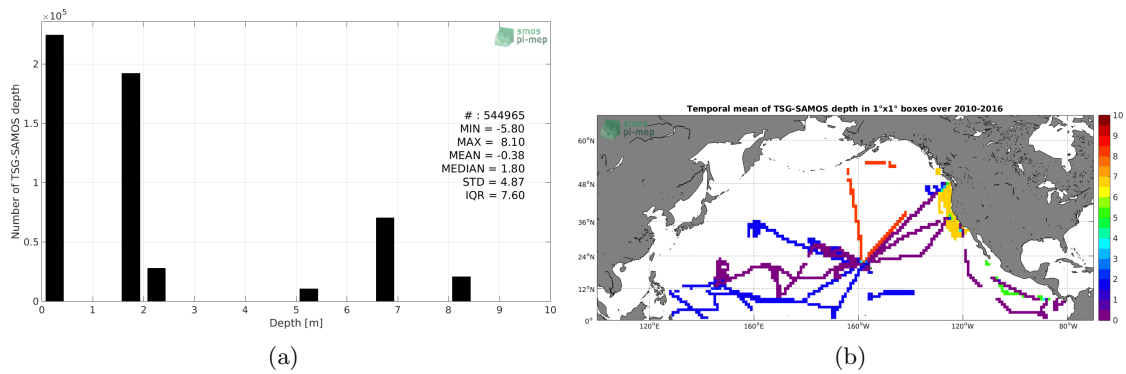 ×10⁵
smos
pi-mep
2
1.5
1
0.5
0
Number of TSG-SAMOS depth
# : 544965
MIN = -5.80
MAX = 8.10
MEAN = -0.38
MEDIAN = 1.80
STD = 4.87
IQR = 7.60
0 1 2 3 4 5 6 7 8 9 10
Depth [m]
(a)
Temporal mean of TSG-SAMOS depth in 1°x1° boxes over 2010-2016
smos
pi-mep
60°N
48°N
36°N
24°N
12°N
0°
120°E 160°E 160°W 120°W 80°W
10
9
8
7
6
5
4
3
2
1
0
(b)